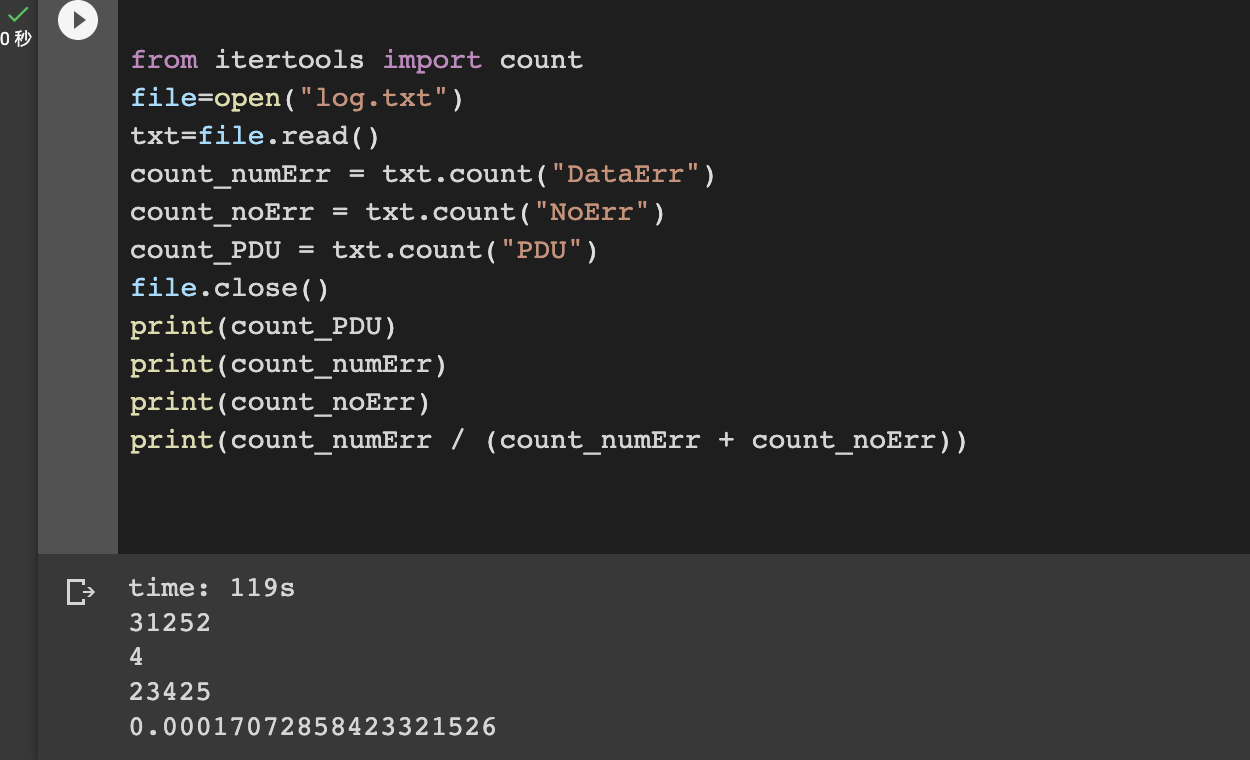 0 秒
from itertools import count
file=open("log.txt")
txt=file.read()
count_numErr = txt.count("DataErr")
count_noErr = txt.count("NoErr")
count_PDU = txt.count("PDU")
file.close()
print(count_PDU)
print(count_numErr)
print(count_noErr)
print(count_numErr / (count_numErr + count_noErr))
time: 119s
31252
4
23425
0.00017072858423321526